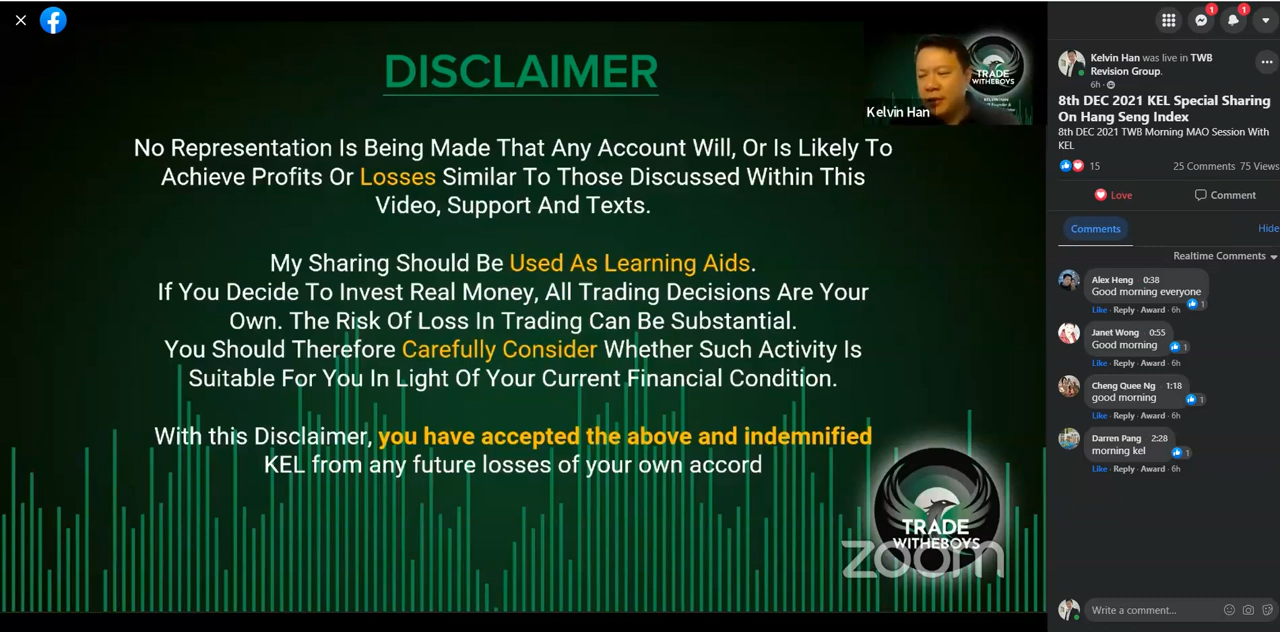 DISCLAIMER
No Representation Is Being Made That Any Account Will, Or Is Likely To
Achieve Profits Or Losses Similar To Those Discussed Within This
Video, Support And Texts.
My Sharing Should Be Used As Learning Aids.
If You Decide To Invest Real Money, All Trading Decisions Are Your
Own. The Risk Of Loss In Trading Can Be Substantial.
You Should Therefore Carefully Consider Whether Such Activity Is
Suitable For You In Light Of Your Current Financial Condition.
With this Disclaimer, you have accepted the above and indemnified
KEL from any future losses of your own accord
TRADE
WITHEBOYS
Kelvin Han
TRADE
WITHEBOYS
zoom
1
1
Kelvin Han was live in TWB
Revision Group.
6h ·
8th DEC 2021 KEL Special Sharing
On Hang Seng Index
8th DEC 2021 TWB Morning MAO Session With
KEL
15 25 Comments 75 Views
Love Comment
Comments Hide
Realtime Comments
Alex Heng 0:38
Good morning everyone
1
Like · Reply · Award · 6h
Janet Wong 0:55
Good morning
1
Like · Reply · Award · 6h
Cheng Quee Ng 1:18
good morning
1
Like · Reply · Award · 6h
Darren Pang 2:28
morning kel
1
Like · Reply · Award · 6h
Write a comment...